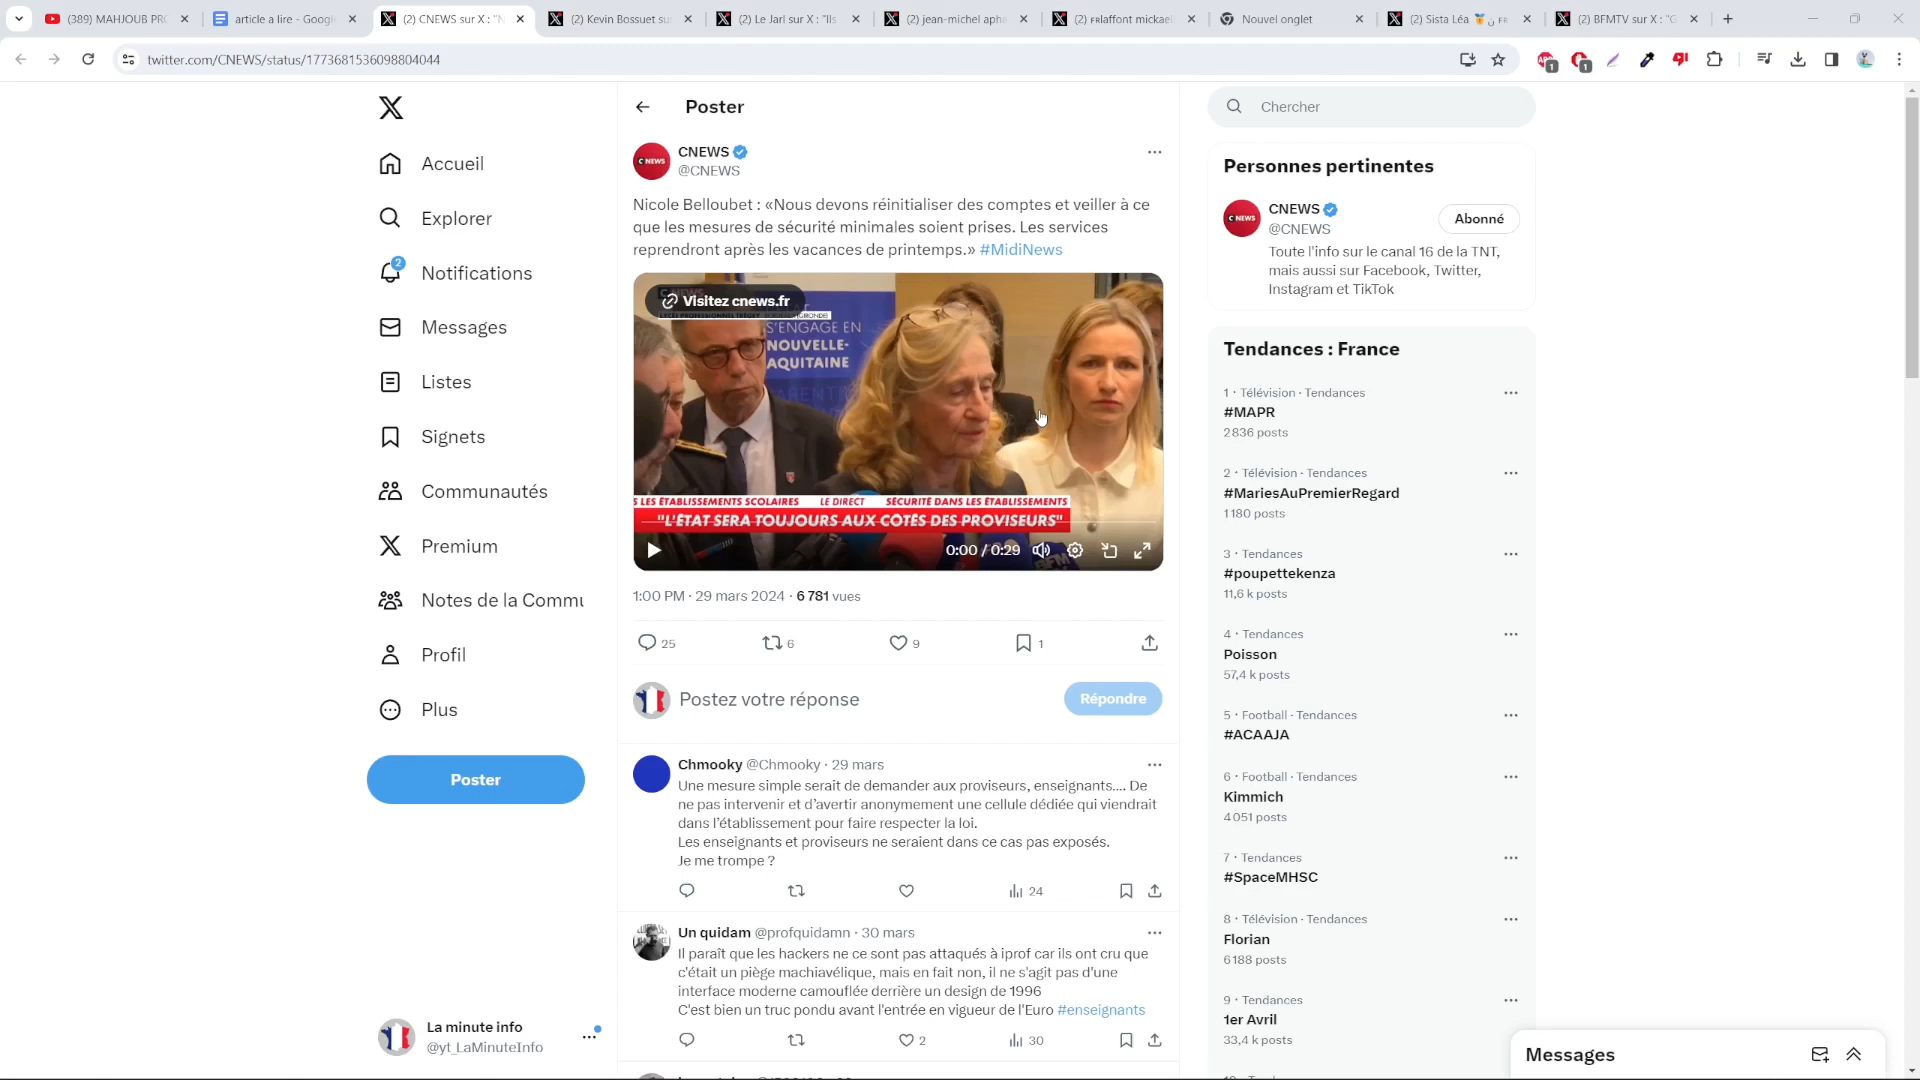 (389) MAHJOUB PR
article a lire - Googl
(2) CNEWS sur X : "N
(2) Kevin Bossuet su
(2) Le Jarl sur X : "Ils
(2) jean-michel apha
(2) laffont mickael
Nouvel onglet
(2) Sista Léa
(2) BFMTV sur X : "G
twitter.com/CNEWS/status/1773681536098804044
1
1
Poster
Chercher
CNEWS
@CNEWS
Nicole Belloubet : «Nous devons réinitialiser des comptes et veiller à ce
que les mesures de sécurité minimales soient prises. Les services
reprendront après les vacances de printemps.» #MidiNews
Accueil
Explorer
2
Notifications
Messages
Listes
Signets
Communautés
Premium
Notes de la Commu
Profil
Plus
Poster
La minute info
@yt_LaMinuteInfo
CNEWS
Visitez cnews.fr
S'ENGAGE EN
NOUVELLE-
AQUITAINE
S LES ÉTABLISSEMENTS SCOLAIRES LE DIRECT SÉCURITÉ DANS LES ÉTABLISSEMENTS
"L'ÉTAT SERA TOUJOURS AUX CÔTÉS DES PROVISEURS"
BFM
0:00 / 0:29
1:00 PM · 29 mars 2024 · 6 781 vues
25
6
9
1
Postez votre réponse
Répondre
Chmooky @Chmooky · 29 mars
Une mesure simple serait de demander aux proviseurs, enseignants.... De
ne pas intervenir et d'avertir anonymement une cellule dédiée qui viendrait
dans l'établissement pour faire respecter la loi.
Les enseignants et proviseurs ne seraient dans ce cas pas exposés.
Je me trompe ?
24
Un quidam @profquidamn · 30 mars
Il paraît que les hackers ne ce sont pas attaqués à iprof car ils ont cru que
c'était un piège machiavélique, mais en fait non, il ne s'agit pas d'une
interface moderne camouflée derrière un design de 1996
C'est bien un truc pondu avant l'entrée en vigueur de l'Euro #enseignants
2
30
Personnes pertinentes
CNEWS
CNEWS
@CNEWS
Abonné
Toute l'info sur le canal 16 de la TNT,
mais aussi sur Facebook, Twitter,
Instagram et TikTok
Tendances : France
1 · Télévision · Tendances
#MAPR
2 836 posts
2 · Télévision · Tendances
#MariesAuPremierRegard
1 180 posts
3 · Tendances
#poupettekenza
11,6 k posts
4 · Tendances
Poisson
57,4 k posts
5 · Football · Tendances
#ACAAJA
6 · Football · Tendances
Kimmich
4 051 posts
7 · Tendances
#SpaceMHSC
8 · Télévision · Tendances
Florian
6 188 posts
9 · Tendances
1er Avril
33,4 k posts
Messages